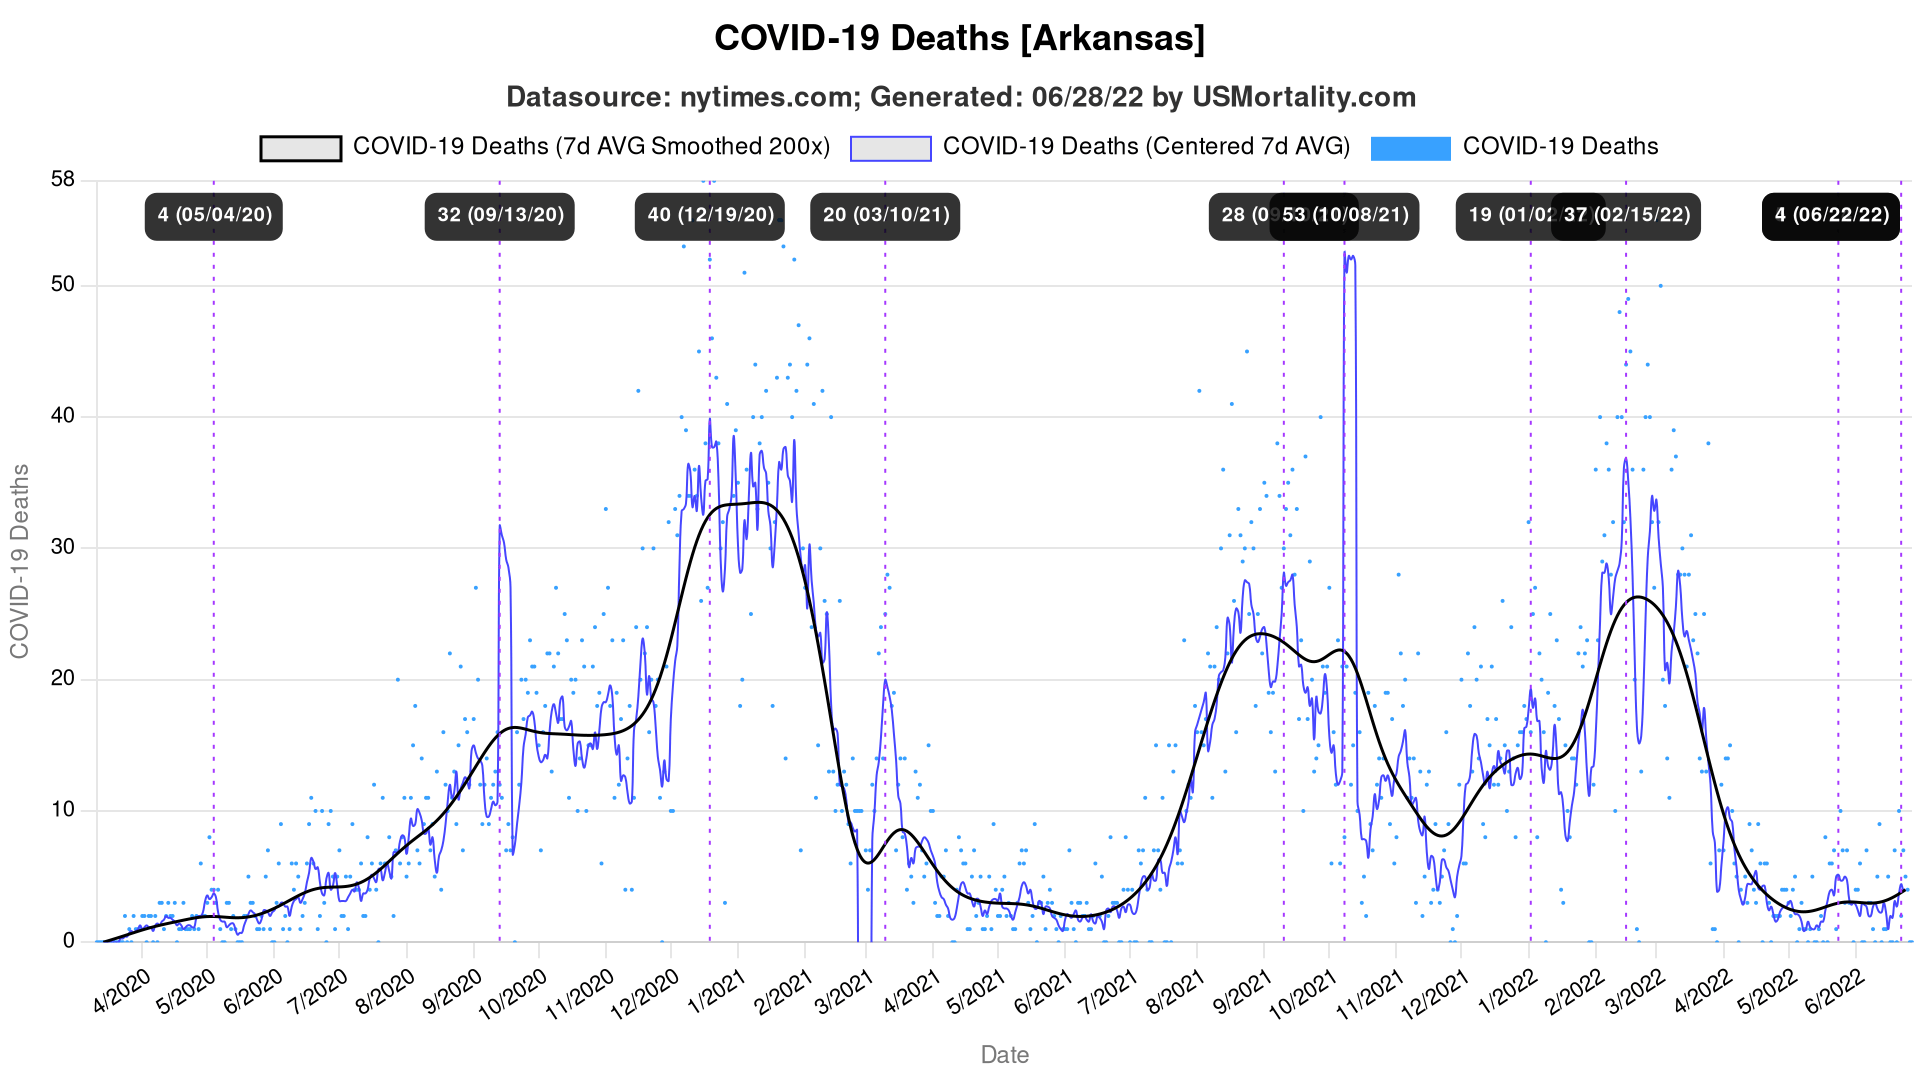 COVID-19 Deaths [Arkansas]
Datasource: nytimes.com; Generated: 06/28/22 by USMortality.com
COVID-19 Deaths (7d AVG Smoothed 200x) COVID-19 Deaths (Centered 7d AVG) COVID-19 Deaths
58
4 (05/04/20) 32 (09/13/20) 40 (12/19/20) 20 (03/10/21) 28 53 (10/08/21) 19 37 (02/15/22) 4 (06/22/22)
50
40
30
20
10
0
COVID-19 Deaths
4/2020 5/2020 6/2020 7/2020 8/2020 9/2020 10/2020 11/2020 12/2020 1/2021 2/2021 3/2021 4/2021 5/2021 6/2021 7/2021 8/2021 9/2021 10/2021 11/2021 12/2021 1/2022 2/2022 3/2022 4/2022 5/2022 6/2022
Date